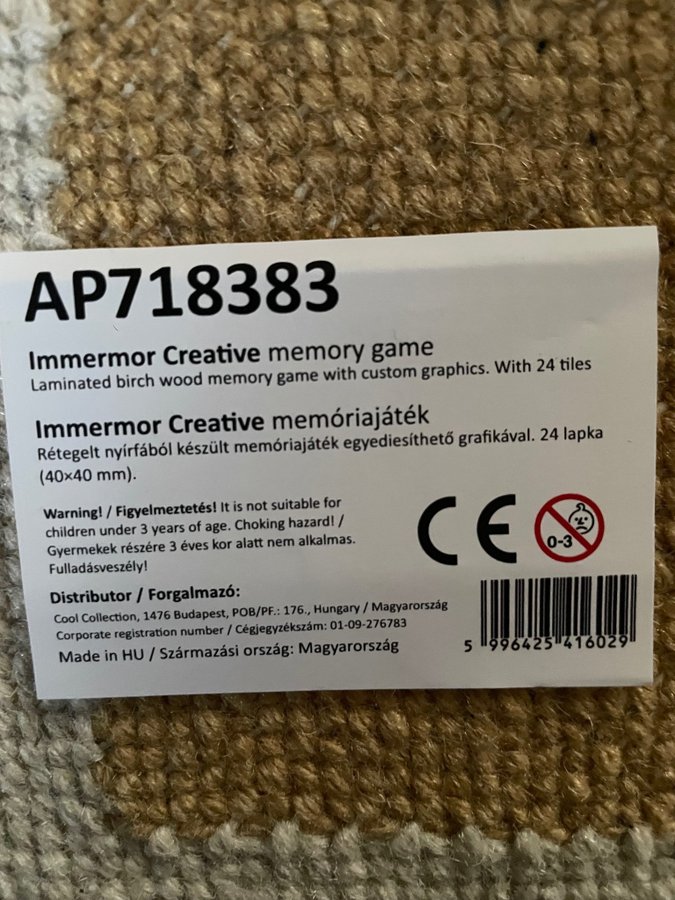 AP718383
Immermor Creative memory game
Laminated birch wood memory game with custom graphics. With 24 tiles
Immermor Creative memóriajáték
Rétegelt nyírfából készült memóriajáték egyediesíthető grafikával. 24 lapka
(40×40 mm).
Warning! / Figyelmeztetés! It is not suitable for
children under 3 years of age. Choking hazard! /
Gyermekek részére 3 éves kor alatt nem alkalmas.
Fulladásveszély!
CE
0-3
Distributor / Forgalmazó:
Cool Collection, 1476 Budapest, POB/PF.: 176., Hungary / Magyarország
Corporate registration number / Cégjegyzékszám: 01-09-276783
Made in HU / Származási ország: Magyarország
5 996425 416029